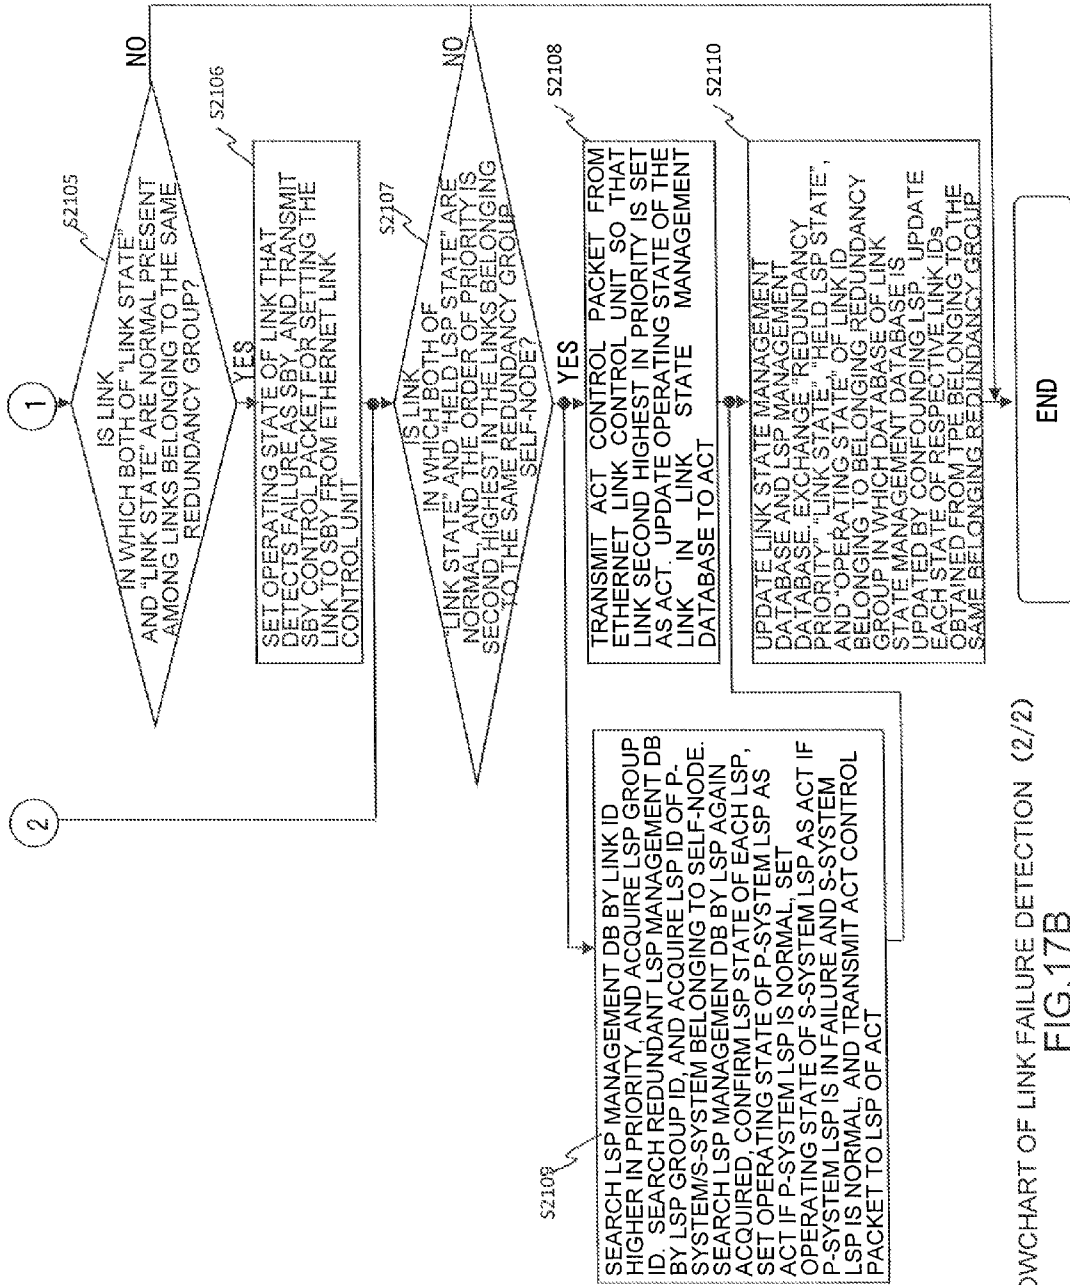 1
S2105
IS LINK
IN WHICH BOTH OF "LINK STATE"
AND "LINK STATE" ARE NORMAL PRESENT
AMONG LINKS BELONGING TO THE SAME
REDUNDANCY GROUP?
NO
YES
S2106
SET OPERATING STATE OF LINK THAT
DETECTS FAILURE AS SBY, AND TRANSMIT
SBY CONTROL PACKET FOR SETTING THE
LINK TO SBY FROM ETHERNET LINK
CONTROL UNIT
2
S2107
IS LINK
IN WHICH BOTH OF
"LINK STATE" AND "HELD LSP STATE" ARE
NORMAL, AND THE ORDER OF PRIORITY IS
SECOND HIGHEST IN THE LINKS BELONGING
TO THE SAME REDUNDANCY GROUP
SELF-NODE?
NO
YES
S2108
TRANSMIT ACT CONTROL PACKET FROM
ETHERNET LINK CONTROL UNIT SO THAT
LINK SECOND HIGHEST IN PRIORITY IS SET
AS ACT. UPDATE OPERATING STATE OF THE
LINK IN LINK STATE MANAGEMENT
DATABASE TO ACT
S2109
SEARCH LSP MANAGEMENT DB BY LINK ID
HIGHER IN PRIORITY, AND ACQUIRE LSP GROUP
ID. SEARCH REDUNDANT LSP MANAGEMENT DB
BY LSP GROUP ID, AND ACQUIRE LSP ID OF P-
SYSTEM/S-SYSTEM BELONGING TO SELF-NODE.
SEARCH LSP MANAGEMENT DB BY LSP AGAIN
ACQUIRED, CONFIRM LSP STATE OF EACH LSP,
SET OPERATING STATE OF P-SYSTEM LSP AS
ACT IF P-SYSTEM LSP IS NORMAL, SET
OPERATING STATE OF S-SYSTEM LSP AS ACT IF
P-SYSTEM LSP IS IN FAILURE AND S-SYSTEM
LSP IS NORMAL, AND TRANSMIT ACT CONTROL
PACKET TO LSP OF ACT
S2110
UPDATE LINK STATE MANAGEMENT
DATABASE AND LSP MANAGEMENT
DATABASE. EXCHANGE "REDUNDANCY
PRIORITY", "LINK STATE", "HELD LSP STATE",
AND "OPERATING STATE" OF LINK ID
BELONGING TO BELONGING REDUNDANCY
GROUP IN WHICH DATABASE OF LINK
STATE MANAGEMENT DATABASE IS
UPDATED BY CONFOUNDING LSP. UPDATE
EACH STATE OF RESPECTIVE LINK IDs
OBTAINED FROM TPE BELONGING TO THE
SAME BELONGING REDUNDANCY GROUP
END
OWCHART OF LINK FAILURE DETECTION (2/2)
FIG.17B